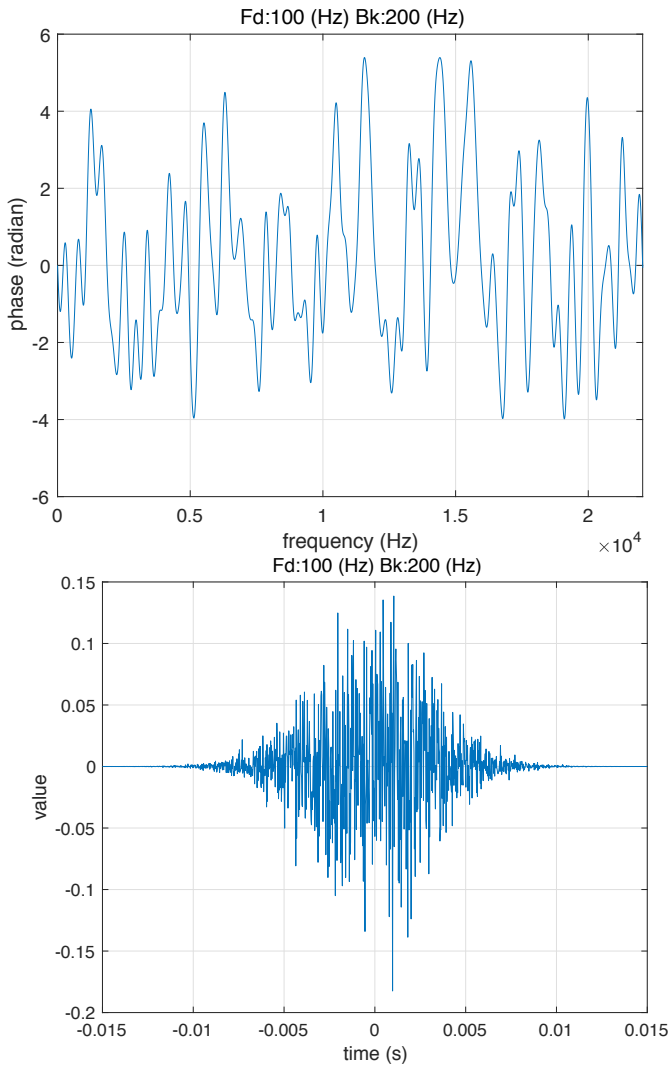 Fd:100 (Hz) Bk:200 (Hz)
6
4
2
0
-2
-4
-6
phase (radian)
0 0.5 1 1.5 2
frequency (Hz)
×10^4
Fd:100 (Hz) Bk:200 (Hz)
0.15
0.1
0.05
0
-0.05
-0.1
-0.15
-0.2
value
-0.015 -0.01 -0.005 0 0.005 0.01 0.015
time (s)